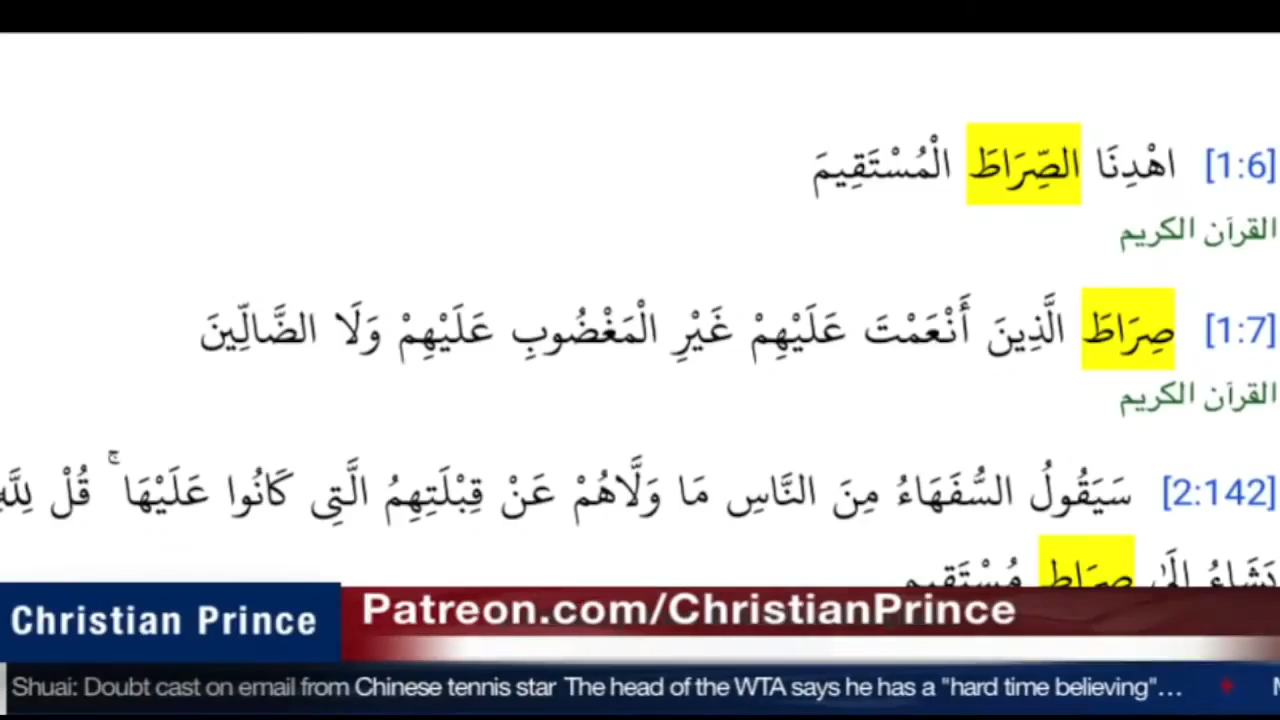 [1:6] اهْدِنَا الصِّرَاطَ الْمُسْتَقِيمَ
القرآن الكريم
[1:7] صِرَاطَ الَّذِينَ أَنْعَمْتَ عَلَيْهِمْ غَيْرِ الْمَغْضُوبِ عَلَيْهِمْ وَلَا الضَّالِّينَ
القرآن الكريم
[2:142] سَيَقُولُ السُّفَهَاءُ مِنَ النَّاسِ مَا وَلَّاهُمْ عَنْ قِبْلَتِهِمُ الَّتِي كَانُوا عَلَيْهَا ۚ قُلْ لِلَّهِ
يَشَاءُ إِلَىٰ صِرَاطٍ مُسْتَقِيمٍ
Christian Prince
Patreon.com/ChristianPrince
Shuai: Doubt cast on email from Chinese tennis star The head of the WTA says he has a "hard time believing"…